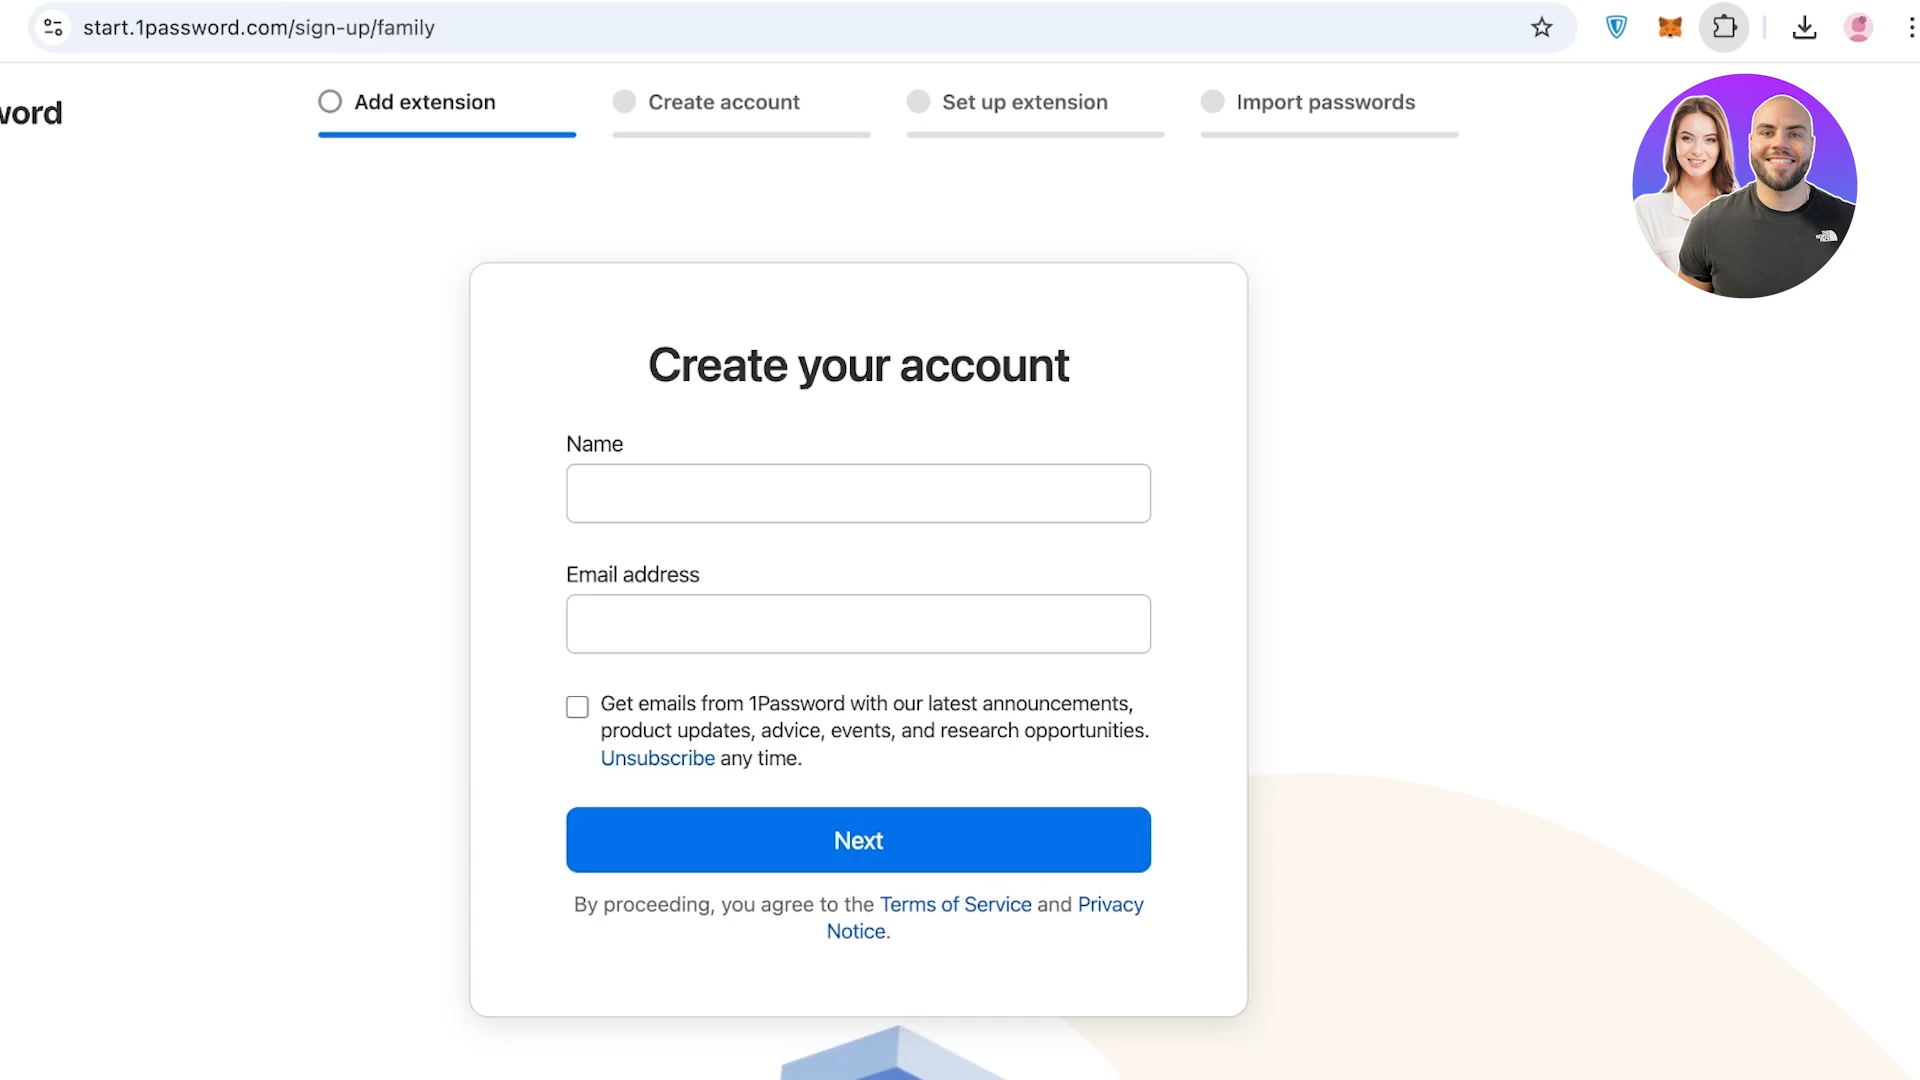 start.1password.com/sign-up/family
word
Add extension
Create account
Set up extension
Import passwords
Create your account
Name
Email address
Get emails from 1Password with our latest announcements,
product updates, advice, events, and research opportunities.
Unsubscribe any time.
Next
By proceeding, you agree to the Terms of Service and Privacy
Notice.